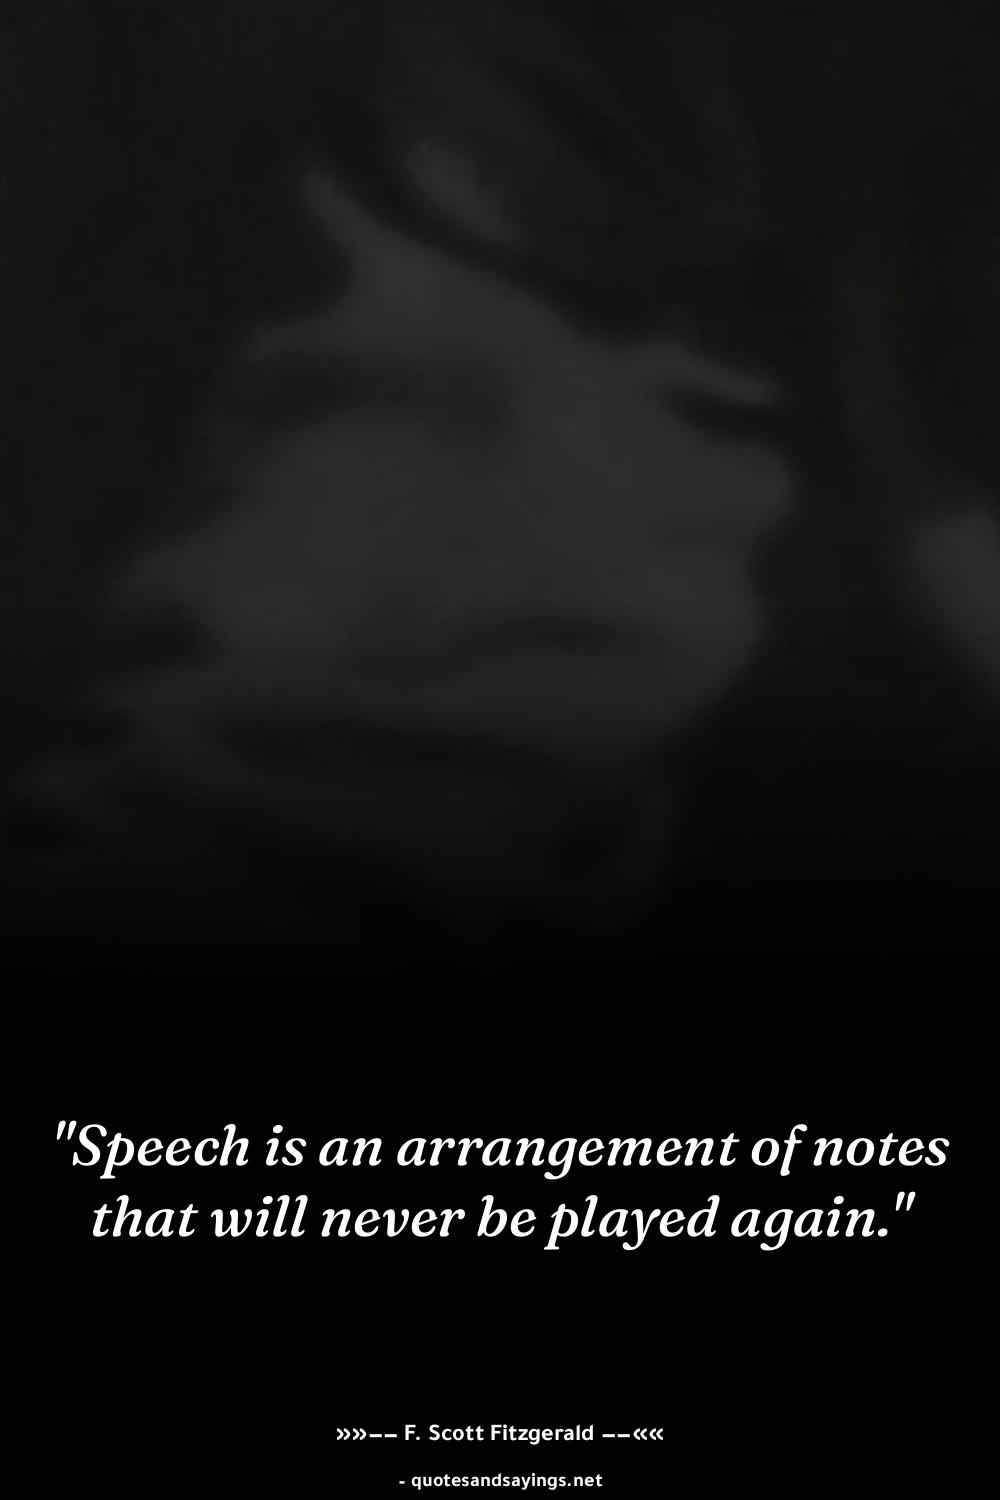 "Speech is an arrangement of notes
that will never be played again."
»»–– F. Scott Fitzgerald ––««
- quotesandsayings.net